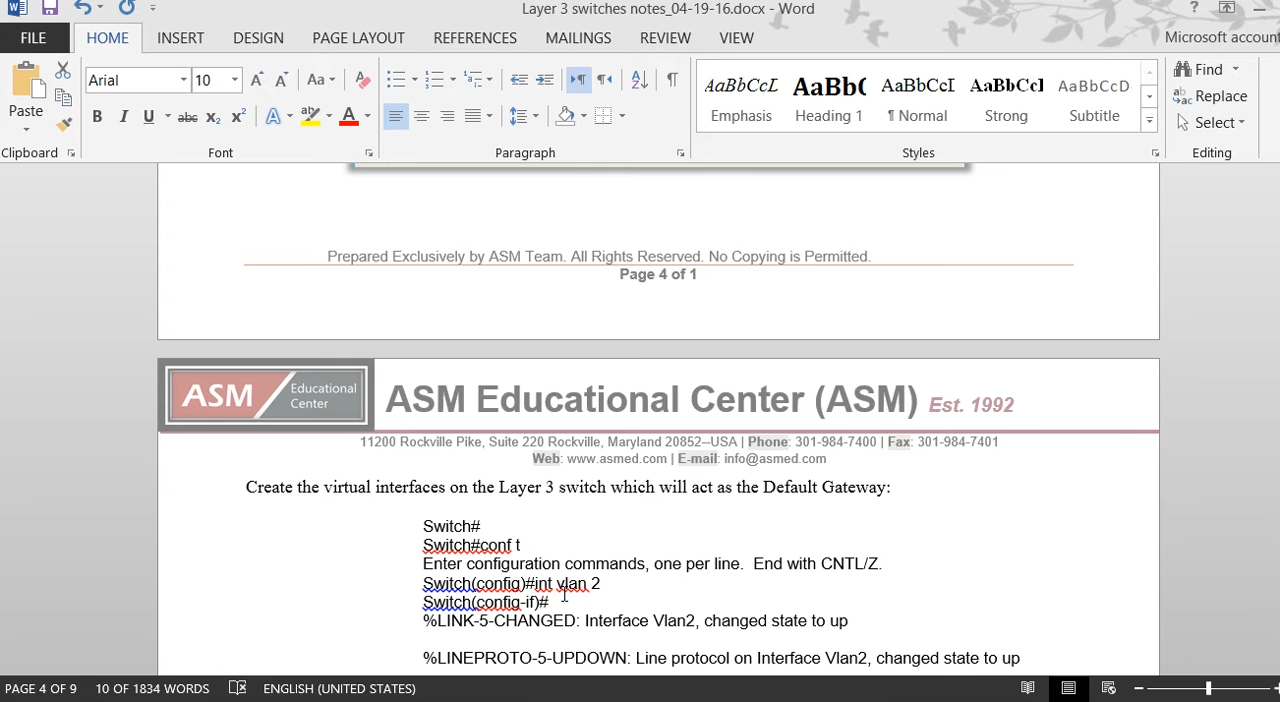 Layer 3 switches notes_04-19-16.docx - Word
FILE HOME INSERT DESIGN PAGE LAYOUT REFERENCES MAILINGS REVIEW VIEW
Microsoft account
Paste
Arial 10
Aa
B I U abc X₂ X² A A
AaBbCcL AaBb( AaBbCcI AaBbCcI AaBbCcD
Emphasis Heading 1 ¶ Normal Strong Subtitle
Find
Replace
Select
Clipboard Font Paragraph Styles Editing
Prepared Exclusively by ASM Team. All Rights Reserved. No Copying is Permitted.
Page 4 of 1
ASM Educational Center
ASM Educational Center (ASM) Est. 1992
11200 Rockville Pike, Suite 220 Rockville, Maryland 20852--USA | Phone: 301-984-7400 | Fax: 301-984-7401
Web: www.asmed.com | E-mail: info@asmed.com
Create the virtual interfaces on the Layer 3 switch which will act as the Default Gateway:
Switch#
Switch#conf t
Enter configuration commands, one per line.  End with CNTL/Z.
Switch(config)#int vlan 2
Switch(config-if)#
%LINK-5-CHANGED: Interface Vlan2, changed state to up
%LINEPROTO-5-UPDOWN: Line protocol on Interface Vlan2, changed state to up
PAGE 4 OF 9 10 OF 1834 WORDS ENGLISH (UNITED STATES)